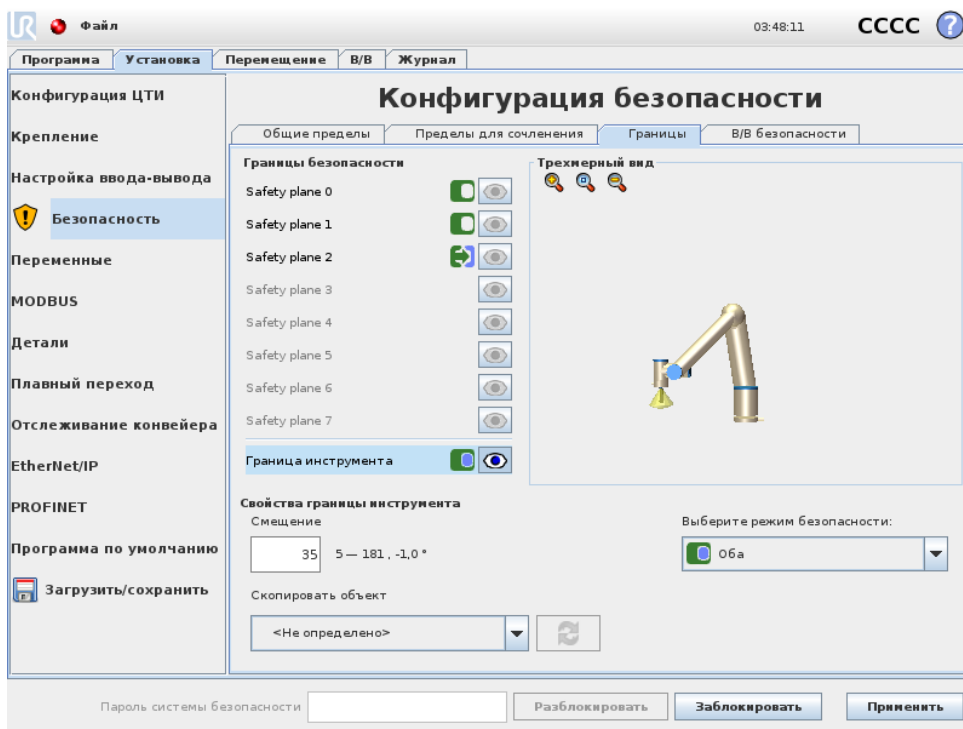 UR Файл 03:48:11 CCCC ?
Программа Установка Перемещение В/В Журнал
Конфигурация ЦТИ
Крепление
Настройка ввода-вывода
Безопасность
Переменные
MODBUS
Детали
Плавный переход
Отслеживание конвейера
EtherNet/IP
PROFINET
Программа по умолчанию
Загрузить/сохранить
Конфигурация безопасности
Общие пределы Пределы для сочленения Границы В/В безопасности
Границы безопасности
Safety plane 0
Safety plane 1
Safety plane 2
Safety plane 3
Safety plane 4
Safety plane 5
Safety plane 6
Safety plane 7
Граница инструмента
Трехмерный вид
Свойства границы инструмента
Смещение
35 5 — 181 , -1,0 °
Скопировать объект
<Не определено>
Выберите режим безопасности:
Оба
Пароль системы безопасности Разблокировать Заблокировать Применить